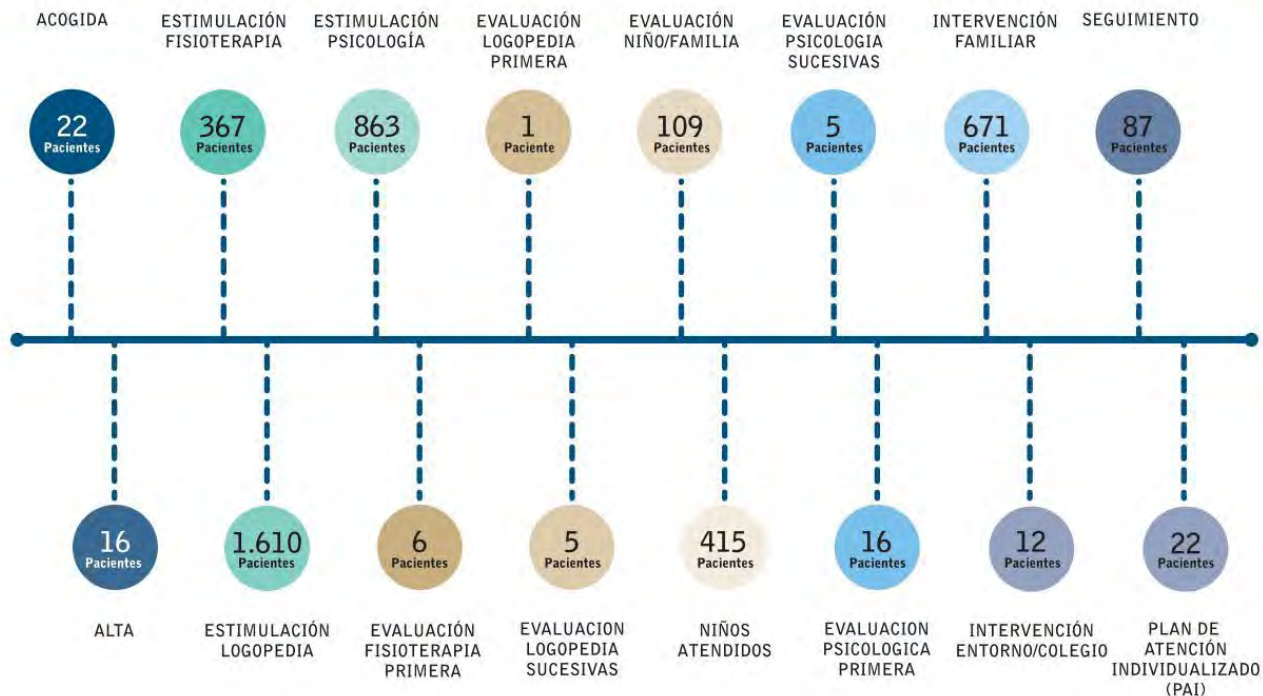 ACOGIDA
ESTIMULACIÓN
FISIOTERAPIA
ESTIMULACIÓN
PSICOLOGÍA
EVALUACIÓN
LOGOPEDIA
PRIMERA
EVALUACIÓN
NIÑO/FAMILIA
EVALUACIÓN
PSICOLOGIA
SUCESIVAS
INTERVENCIÓN
FAMILIAR
SEGUIMIENTO
22
Pacientes
367
Pacientes
863
Pacientes
1
Paciente
109
Pacientes
5
Pacientes
671
Pacientes
87
Pacientes
16
Pacientes
1.610
Pacientes
6
Pacientes
5
Pacientes
415
Pacientes
16
Pacientes
12
Pacientes
22
Pacientes
ALTA
ESTIMULACIÓN
LOGOPEDIA
EVALUACIÓN
FISIOTERAPIA
PRIMERA
EVALUACION
LOGOPEDIA
SUCESIVAS
NIÑOS
ATENDIDOS
EVALUACION
PSICOLOGICA
PRIMERA
INTERVENCIÓN
ENTORNO/COLEGIO
PLAN DE
ATENCIÓN
INDIVIDUALIZADO
(PAI)